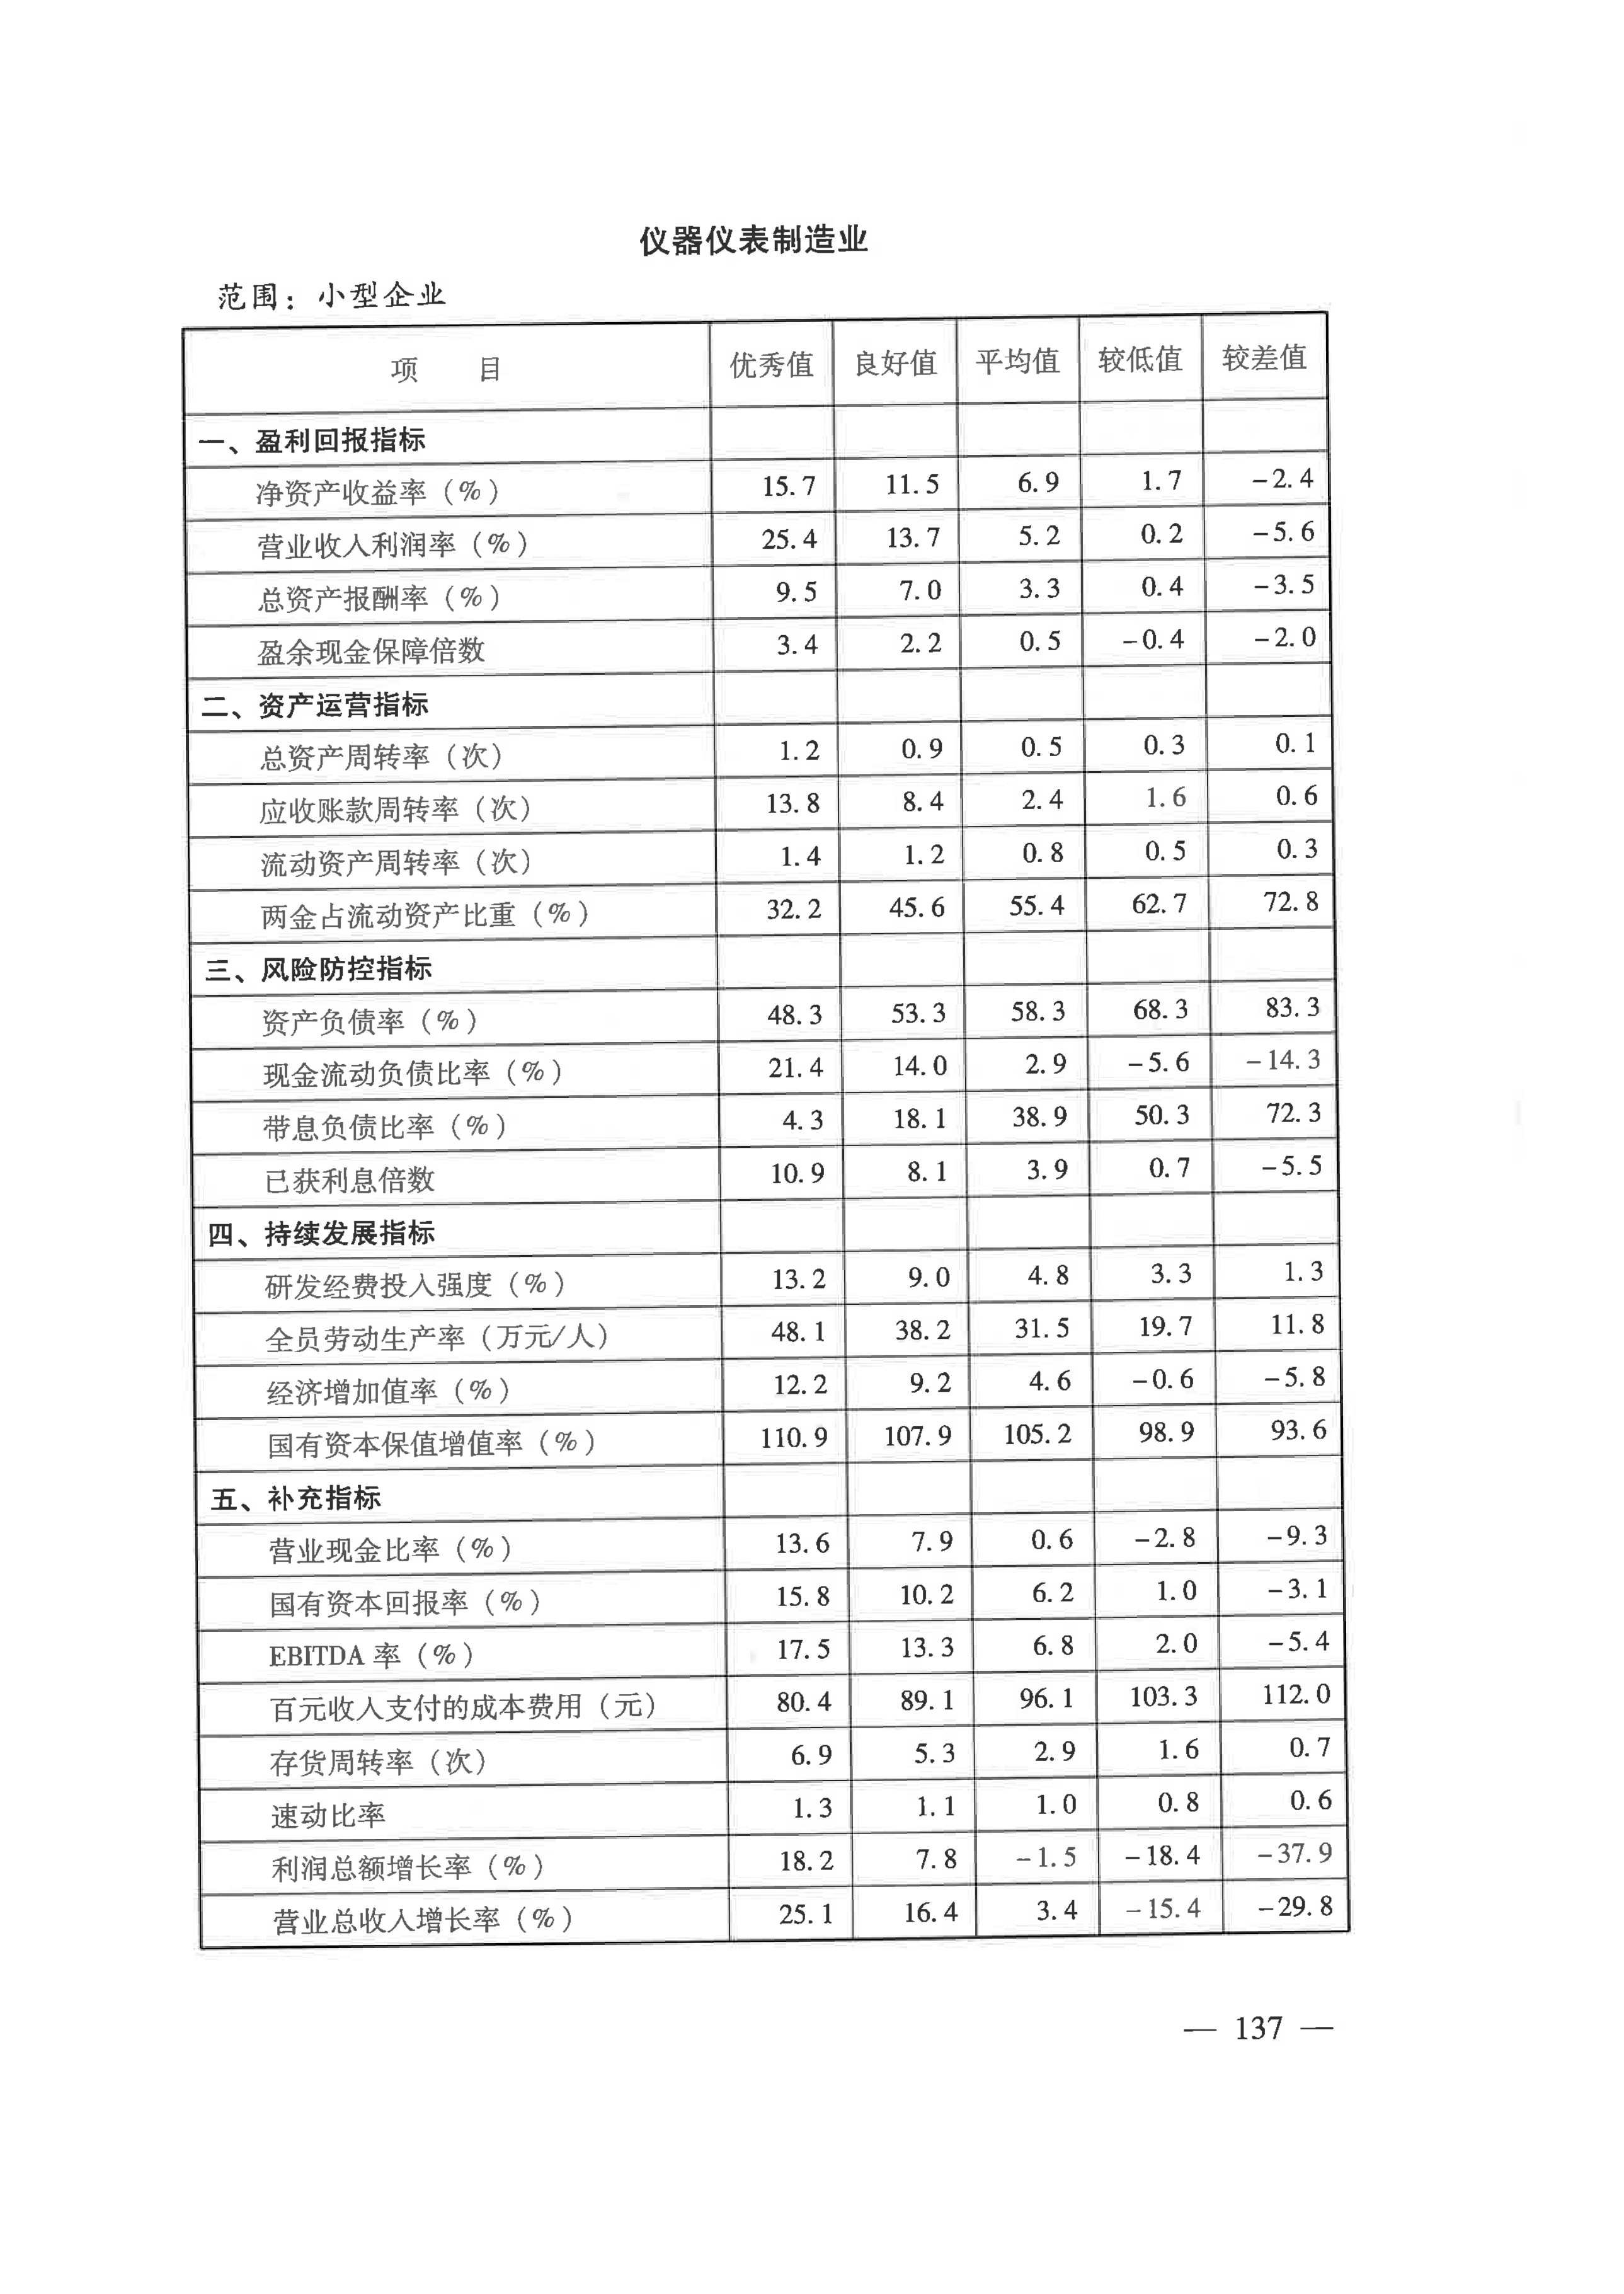 仪器仪表制造业
范围：小型企业
项 目 优秀值 良好值 平均值 较低值 较差值
一、盈利回报指标
净资产收益率（%） 15.7 11.5 6.9 1.7 -2.4
营业收入利润率（%） 25.4 13.7 5.2 0.2 -5.6
总资产报酬率（%） 9.5 7.0 3.3 0.4 -3.5
盈余现金保障倍数 3.4 2.2 0.5 -0.4 -2.0
二、资产运营指标
总资产周转率（次） 1.2 0.9 0.5 0.3 0.1
应收账款周转率（次） 13.8 8.4 2.4 1.6 0.6
流动资产周转率（次） 1.4 1.2 0.8 0.5 0.3
两金占流动资产比重（%） 32.2 45.6 55.4 62.7 72.8
三、风险防控指标
资产负债率（%） 48.3 53.3 58.3 68.3 83.3
现金流动负债比率（%） 21.4 14.0 2.9 -5.6 -14.3
带息负债比率（%） 4.3 18.1 38.9 50.3 72.3
已获利息倍数 10.9 8.1 3.9 0.7 -5.5
四、持续发展指标
研发经费投入强度（%） 13.2 9.0 4.8 3.3 1.3
全员劳动生产率（万元/人） 48.1 38.2 31.5 19.7 11.8
经济增加值率（%） 12.2 9.2 4.6 -0.6 -5.8
国有资本保值增值率（%） 110.9 107.9 105.2 98.9 93.6
五、补充指标
营业现金比率（%） 13.6 7.9 0.6 -2.8 -9.3
国有资本回报率（%） 15.8 10.2 6.2 1.0 -3.1
EBITDA 率（%） 17.5 13.3 6.8 2.0 -5.4
百元收入支付的成本费用（元） 80.4 89.1 96.1 103.3 112.0
存货周转率（次） 6.9 5.3 2.9 1.6 0.7
速动比率 1.3 1.1 1.0 0.8 0.6
利润总额增长率（%） 18.2 7.8 -1.5 -18.4 -37.9
营业总收入增长率（%） 25.1 16.4 3.4 -15.4 -29.8
— 137 —